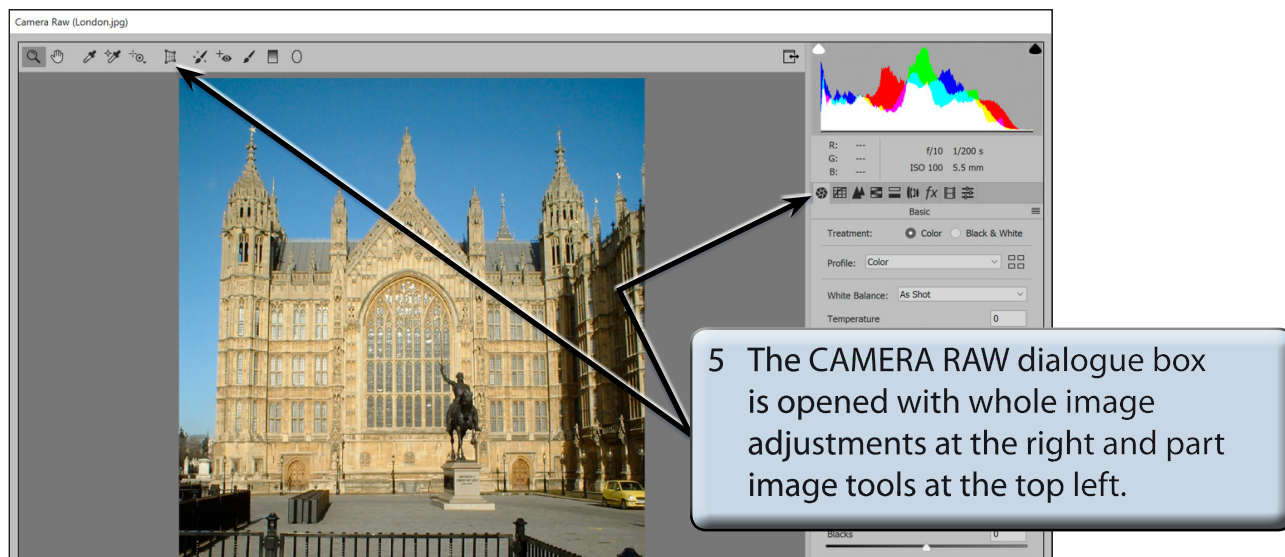 Camera Raw (London.jpg)
R: ---
G: ---
B: ---
f/10 1/200 s
ISO 100 5.5 mm
fx
Basic
Treatment: Color Black & White
Profile: Color
White Balance: As Shot
Temperature 0
5 The CAMERA RAW dialogue box
is opened with whole image
adjustments at the right and part
image tools at the top left.
Blacks 0